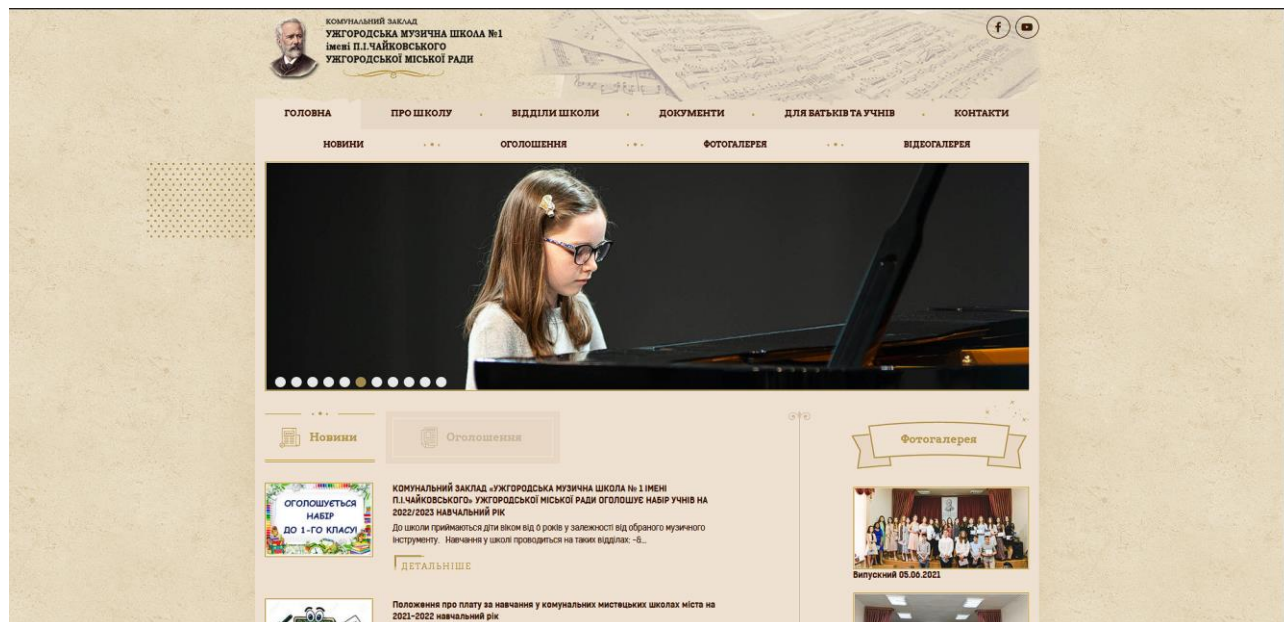 КОМУНАЛЬНИЙ ЗАКЛАД
УЖГОРОДСЬКА МУЗИЧНА ШКОЛА №1
імені П.І.ЧАЙКОВСЬКОГО
УЖГОРОДСЬКОЇ МІСЬКОЇ РАДИ
ГОЛОВНА ПРО ШКОЛУ ВІДДІЛИ ШКОЛИ ДОКУМЕНТИ ДЛЯ БАТЬКІВ ТА УЧНІВ КОНТАКТИ
НОВИНИ ОГОЛОШЕННЯ ФОТОГАЛЕРЕЯ ВІДЕОГАЛЕРЕЯ
Новини Оголошення
Фотогалерея
ОГОЛОШУЄТЬСЯ
НАБІР
ДО 1-ГО КЛАСУ!
КОМУНАЛЬНИЙ ЗАКЛАД «УЖГОРОДСЬКА МУЗИЧНА ШКОЛА № 1 ІМЕНІ
П.І.ЧАЙКОВСЬКОГО» УЖГОРОДСЬКОЇ МІСЬКОЇ РАДИ ОГОЛОШУЄ НАБІР УЧНІВ НА
2022/2023 НАВЧАЛЬНИЙ РІК
До школи приймаються діти віком від 6 років у залежності від обраного музичного
інструменту. Навчання у школі проводиться на таких відділах: -&...
ДЕТАЛЬНІШЕ
Випускний 05.06.2021
Положення про плату за навчання у комунальних мистецьких школах міста на
2021-2022 навчальний рік